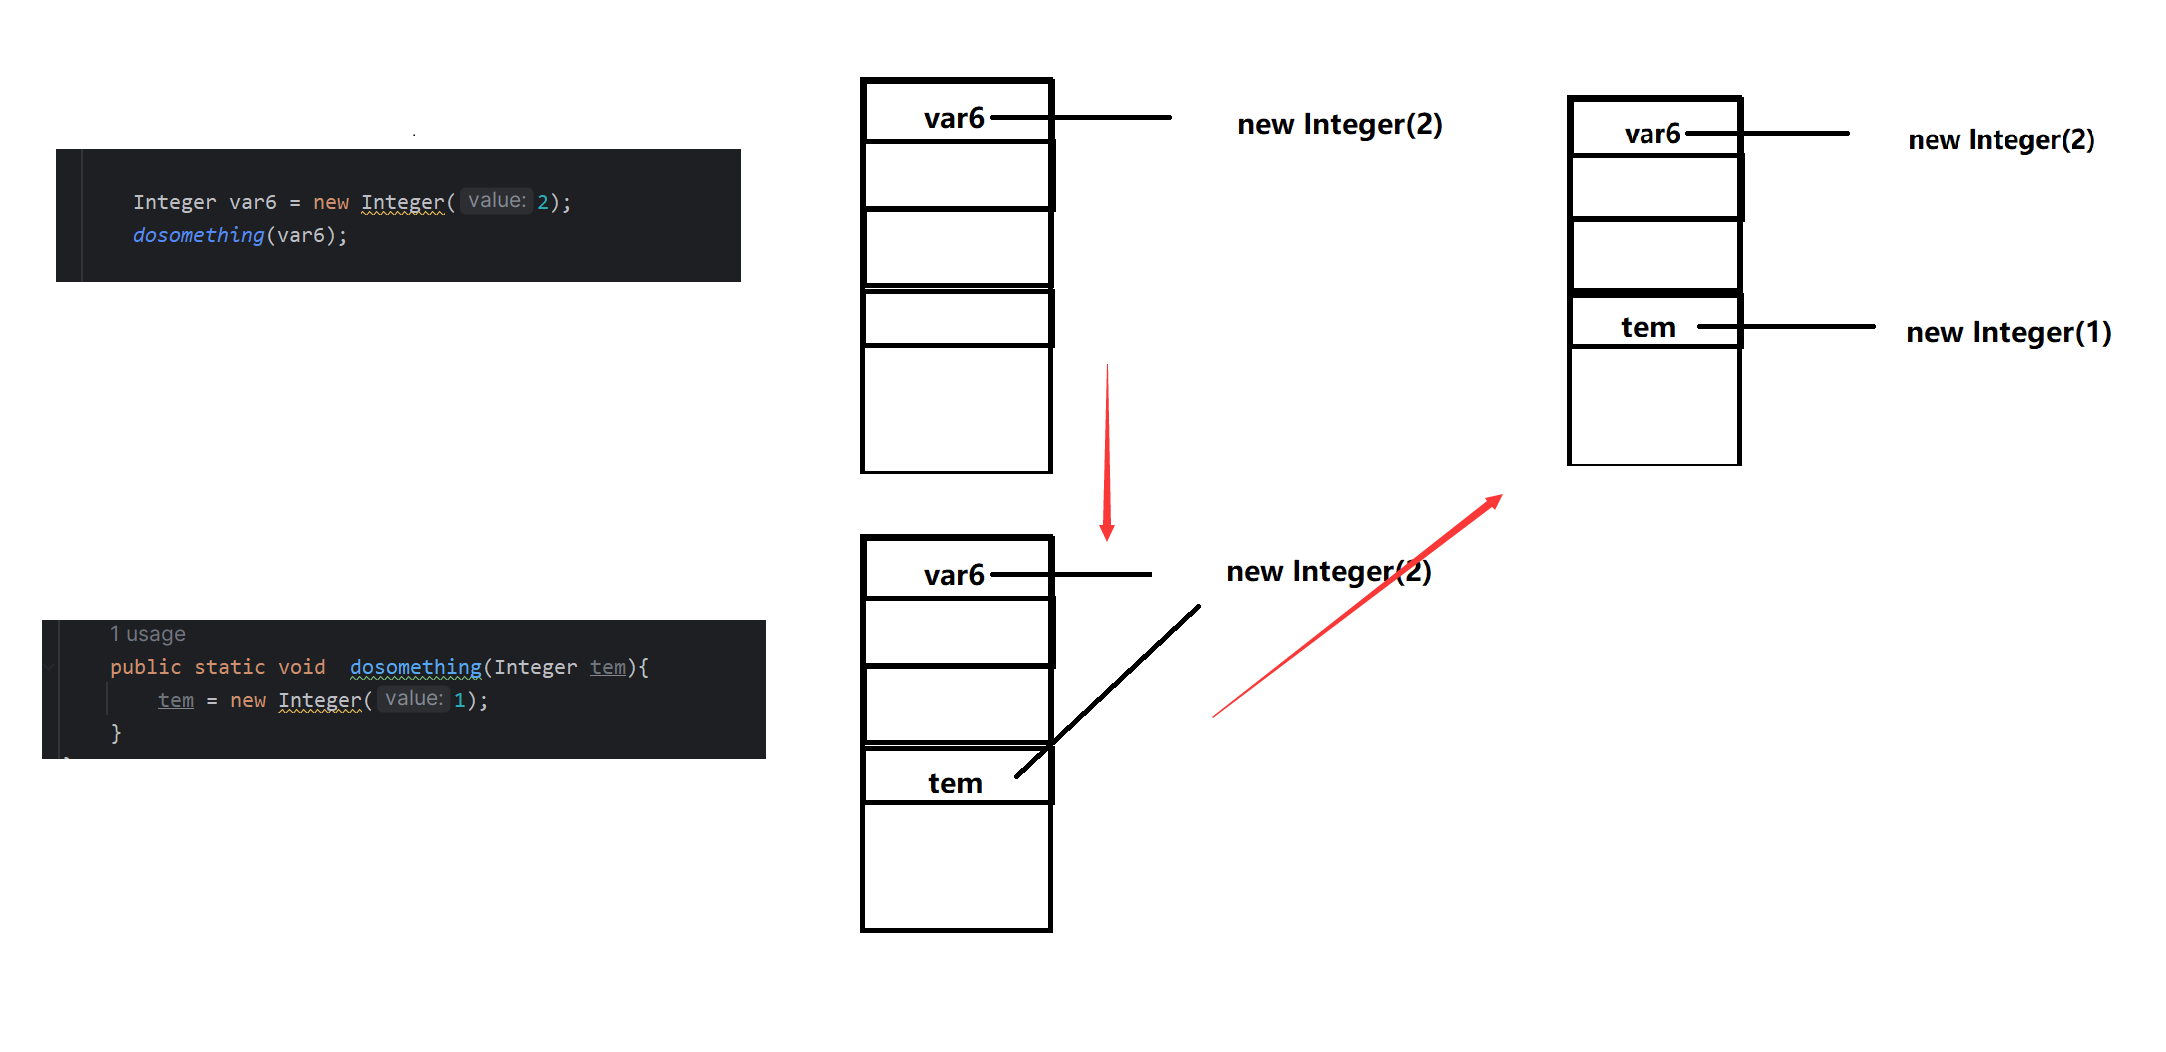 Integer var6 = new Integer( value: 2);
dosomething(var6);
1 usage
public static void  dosomething(Integer tem){
tem = new Integer( value: 1);
}
var6
new Integer(2)
var6
new Integer(2)
tem
var6
new Integer(2)
tem
new Integer(1)